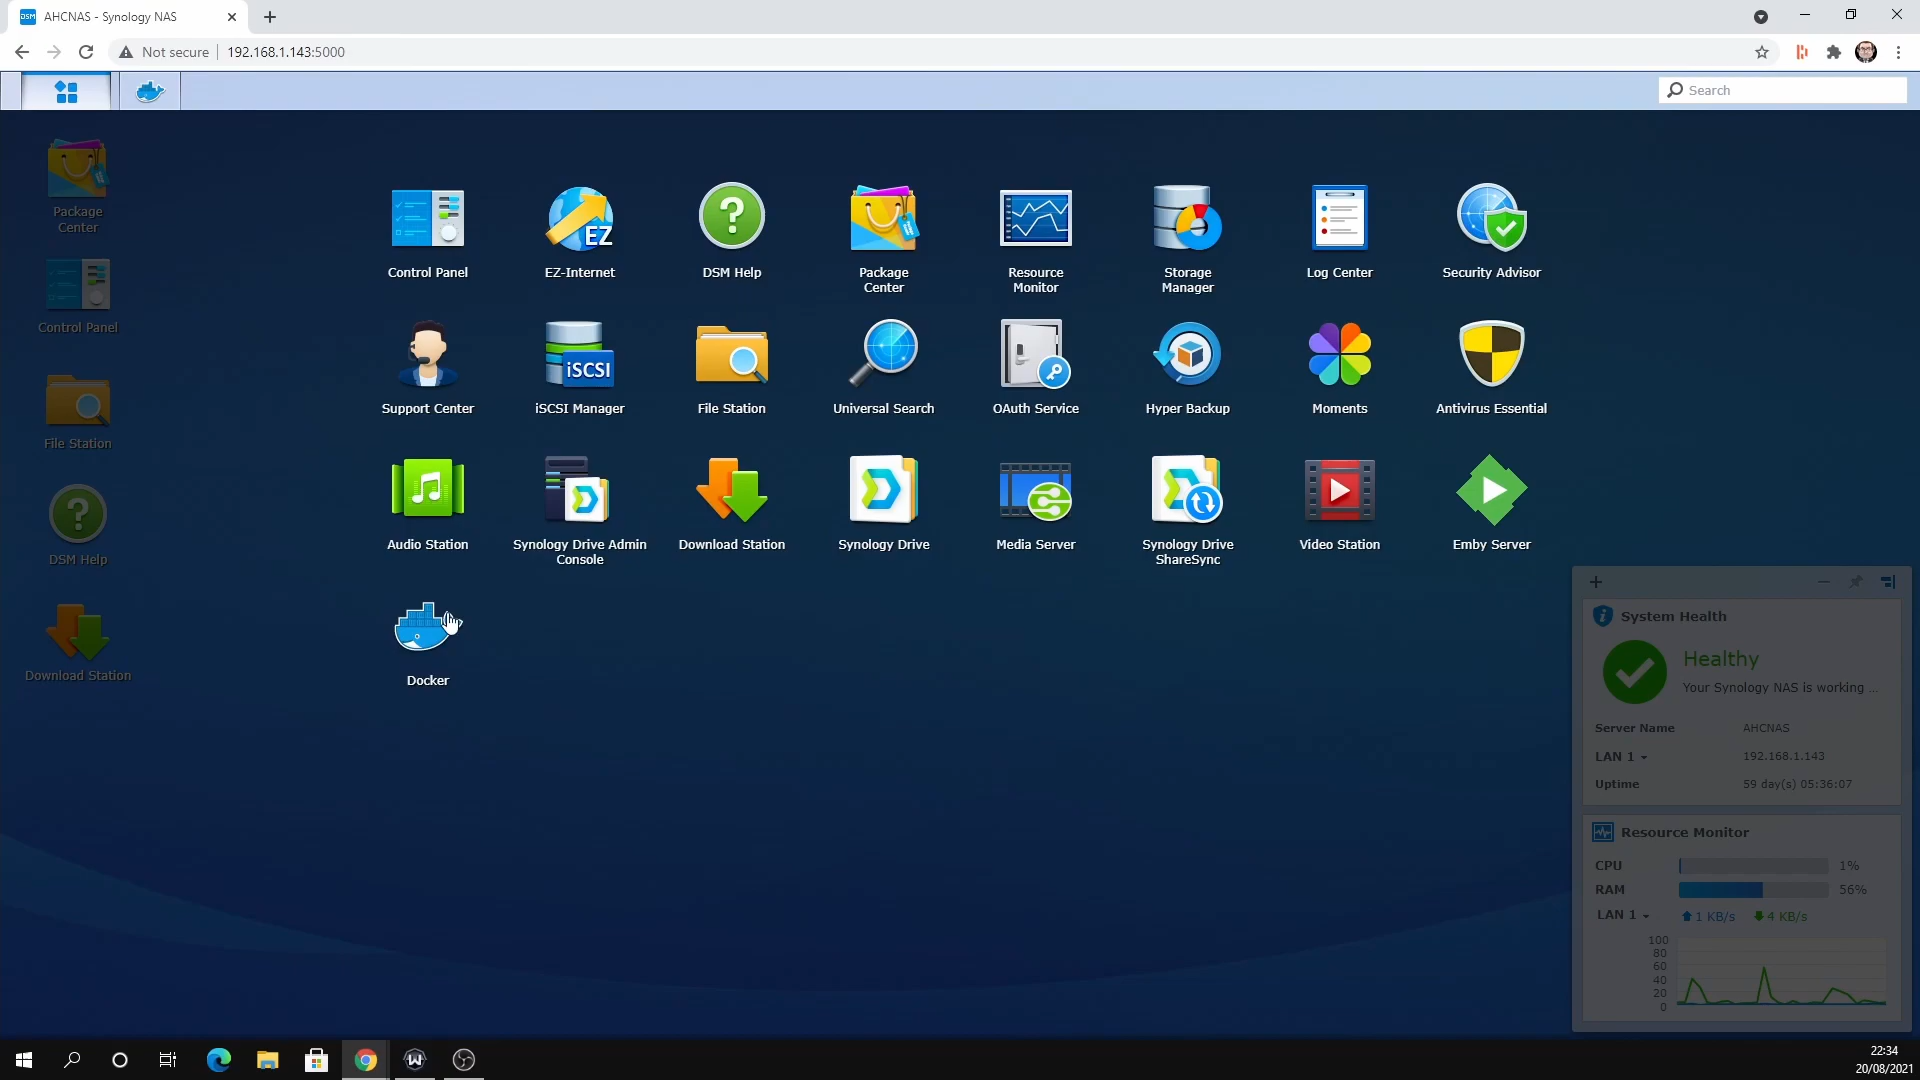 AHCNAS - Synology NAS
Not secure
192.168.1.143:5000
Search
Package
Center
Control Panel
File Station
DSM Help
Download Station
Control Panel
EZ
EZ-Internet
DSM Help
Package
Center
Resource
Monitor
Storage
Manager
Log Center
Security Advisor
Support Center
iSCSI
iSCSI Manager
File Station
Universal Search
OAuth Service
Hyper Backup
Moments
Antivirus Essential
Audio Station
Synology Drive Admin
Console
Download Station
Synology Drive
Media Server
Synology Drive
ShareSync
Video Station
Emby Server
Docker
System Health
Healthy
Your Synology NAS is working ...
Server Name AHCNAS
LAN 1 192.168.1.143
Uptime 59 day(s) 05:36:07
Resource Monitor
CPU 1%
RAM 56%
LAN 1 1 KB/s 4 KB/s
100
80
60
40
20
0
22:34
20/08/2021